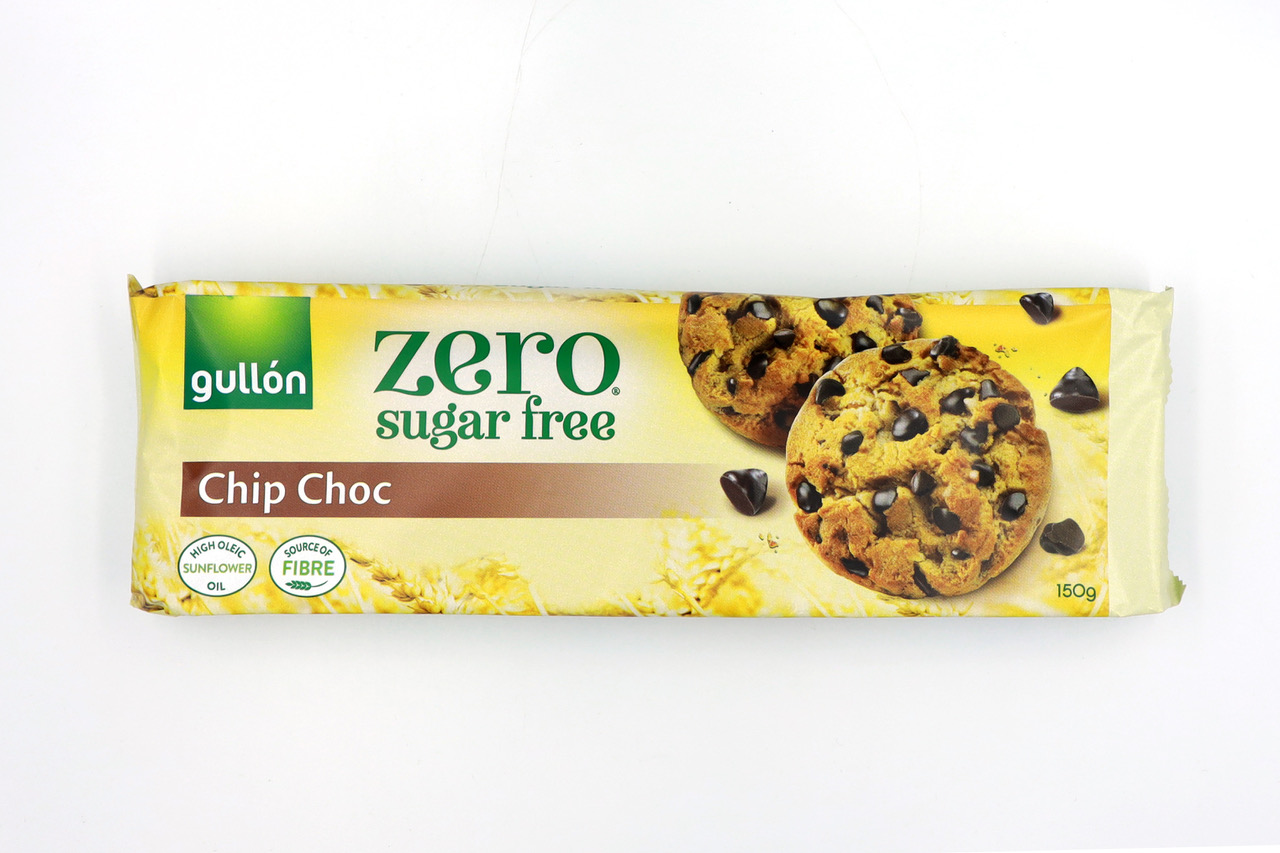 gullón
zero®
sugar free
Chip Choc
HIGH OLEIC
SUNFLOWER
OIL
SOURCE OF
FIBRE
150g